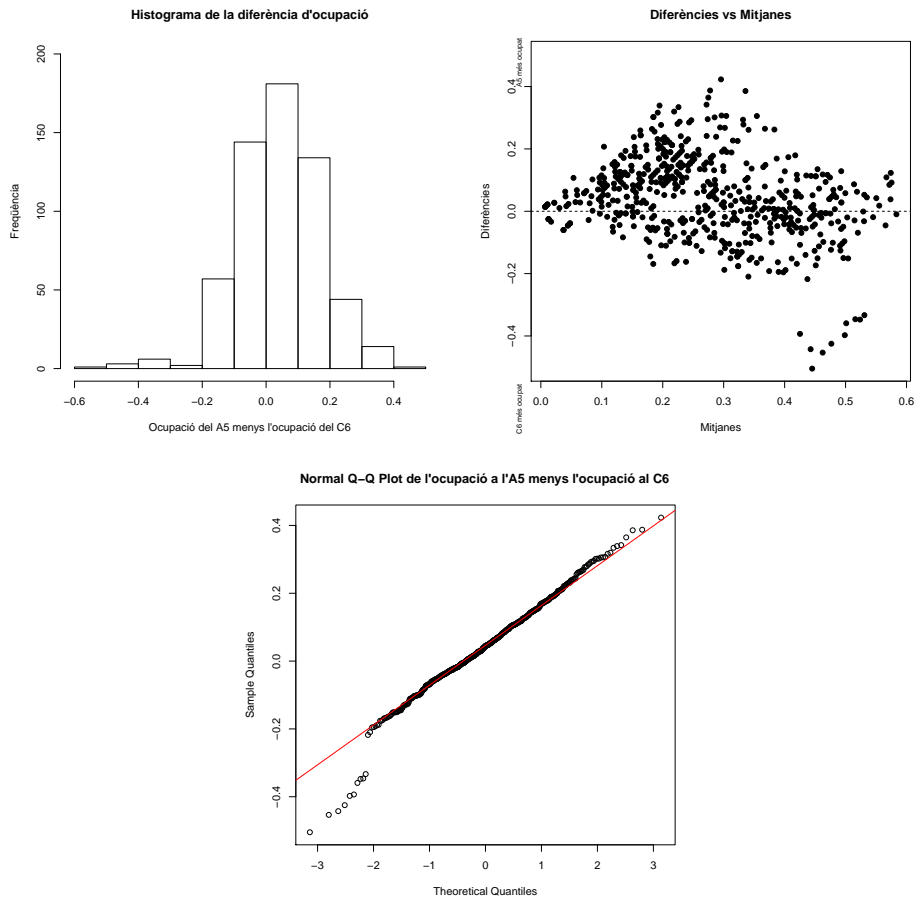 Histograma de la diferència d'ocupació
Freqüència
200
150
100
50
0
−0.6 −0.4 −0.2 0.0 0.2 0.4
Ocupació del A5 menys l'ocupació del C6
Diferències vs Mitjanes
Diferències
A5 més ocupat
0.4
0.2
0.0
−0.2
−0.4
C6 més ocupat
0.0 0.1 0.2 0.3 0.4 0.5 0.6
Mitjanes
Normal Q−Q Plot de l'ocupació a l'A5 menys l'ocupació al C6
Sample Quantiles
0.4
0.2
0.0
−0.2
−0.4
−3 −2 −1 0 1 2 3
Theoretical Quantiles